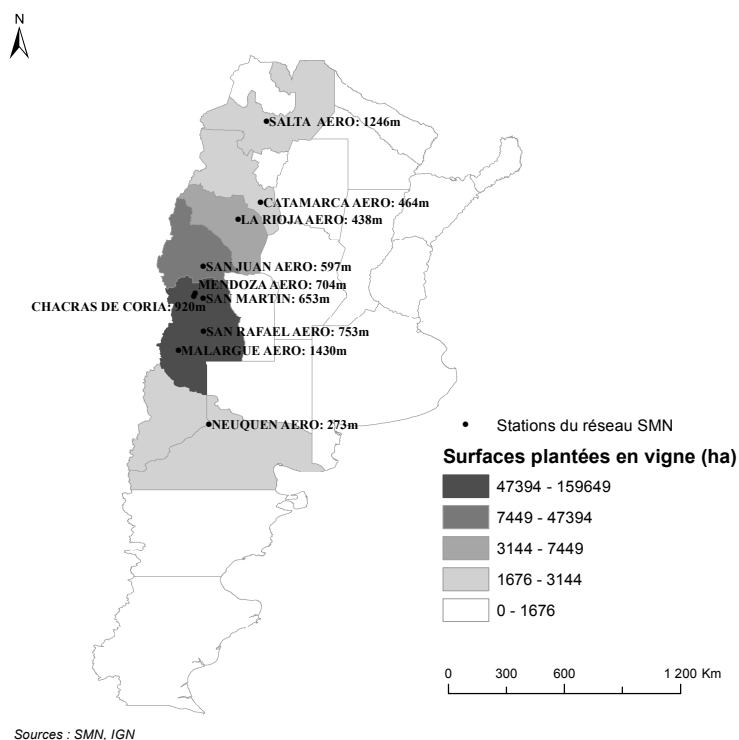 N
SALTA  AERO: 1246m
CATAMARCA AERO: 464m
LA RIOJA AERO: 438m
SAN JUAN AERO: 597m
MENDOZA AERO: 704m
SAN MARTIN: 653m
CHACRAS DE CORIA: 920m
SAN RAFAEL AERO: 753m
MALARGUE AERO: 1430m
NEUQUEN AERO: 273m
Stations du réseau SMN
Surfaces plantées en vigne (ha)
47394 - 159649
7449 - 47394
3144 - 7449
1676 - 3144
0 - 1676
0 300 600 1 200 Km
Sources : SMN, IGN